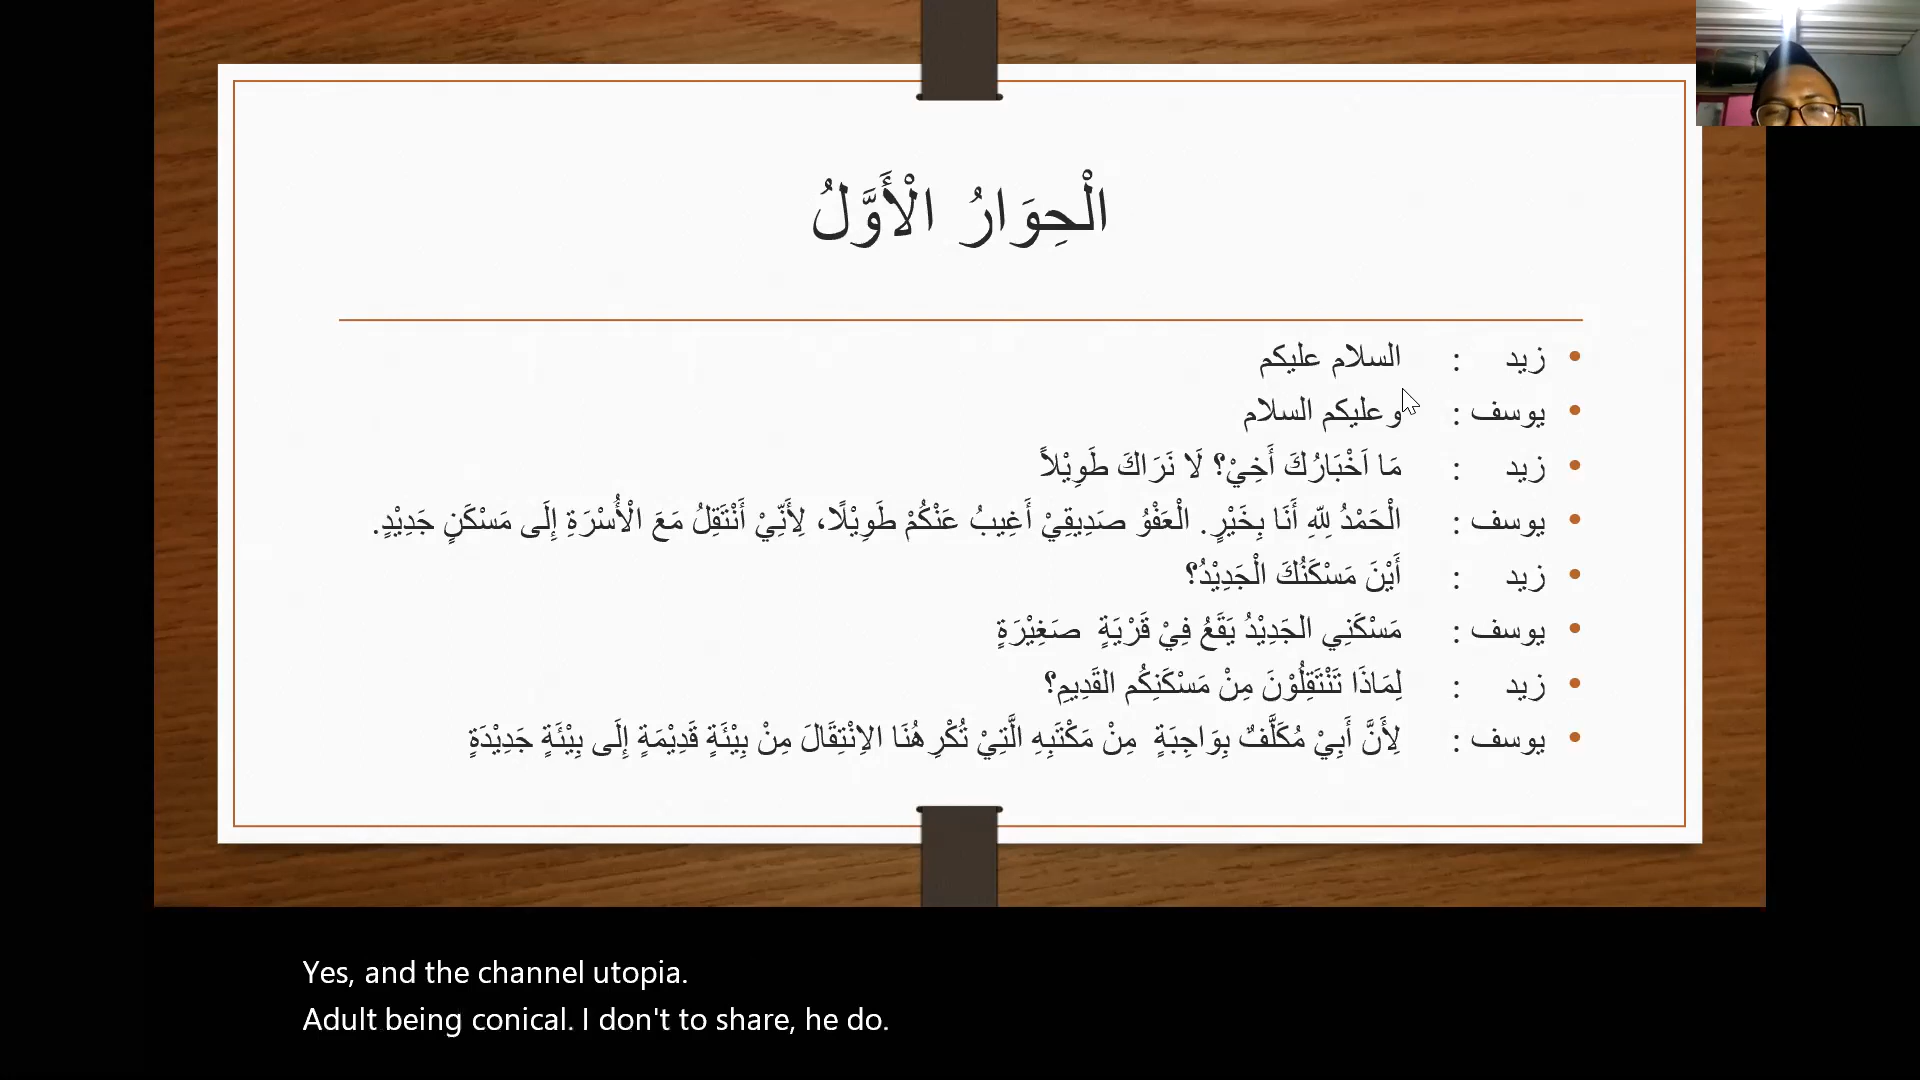 الْحِوَارُ الْأَوَّلُ
• زيد : السلام عليكم
• يوسف : وعليكم السلام
• زيد : مَا اَخْبَارُكَ أَخِيْ؟ لَا نَرَاكَ طَوِيْلاً
• يوسف : الْحَمْدُ لِلّهِ أَنَا بِخَيْرٍ. الْعَفْوُ صَدِيقِيْ أَغِيبُ عَنْكُمْ طَوِيْلًا، لِأَنِّيْ أَنْتَقِلُ مَعَ الْأُسْرَةِ إِلَى مَسْكَنٍ جَدِيْدٍ.
• زيد : أَيْنَ مَسْكَنُكَ الْجَدِيْدُ؟
• يوسف : مَسْكَنِي الجَدِيْدُ يَقَعُ فِيْ قَرْيَةٍ صَغِيْرَةٍ
• زيد : لِمَاذَا تَنْتَقِلُوْنَ مِنْ مَسْكَنِكُم القَدِيمِ؟
• يوسف : لِأَنَّ أَبِيْ مُكَلَّفٌ بِوَاجِبَةٍ مِنْ مَكْتَبِهِ الَّتِيْ تُكْرِهُنَا الاِنْتِقَالَ مِنْ بِيْئَةٍ قَدِيْمَةٍ إِلَى بِيْئَةٍ جَدِيْدَةٍ
Yes, and the channel utopia.
Adult being conical. I don't to share, he do.